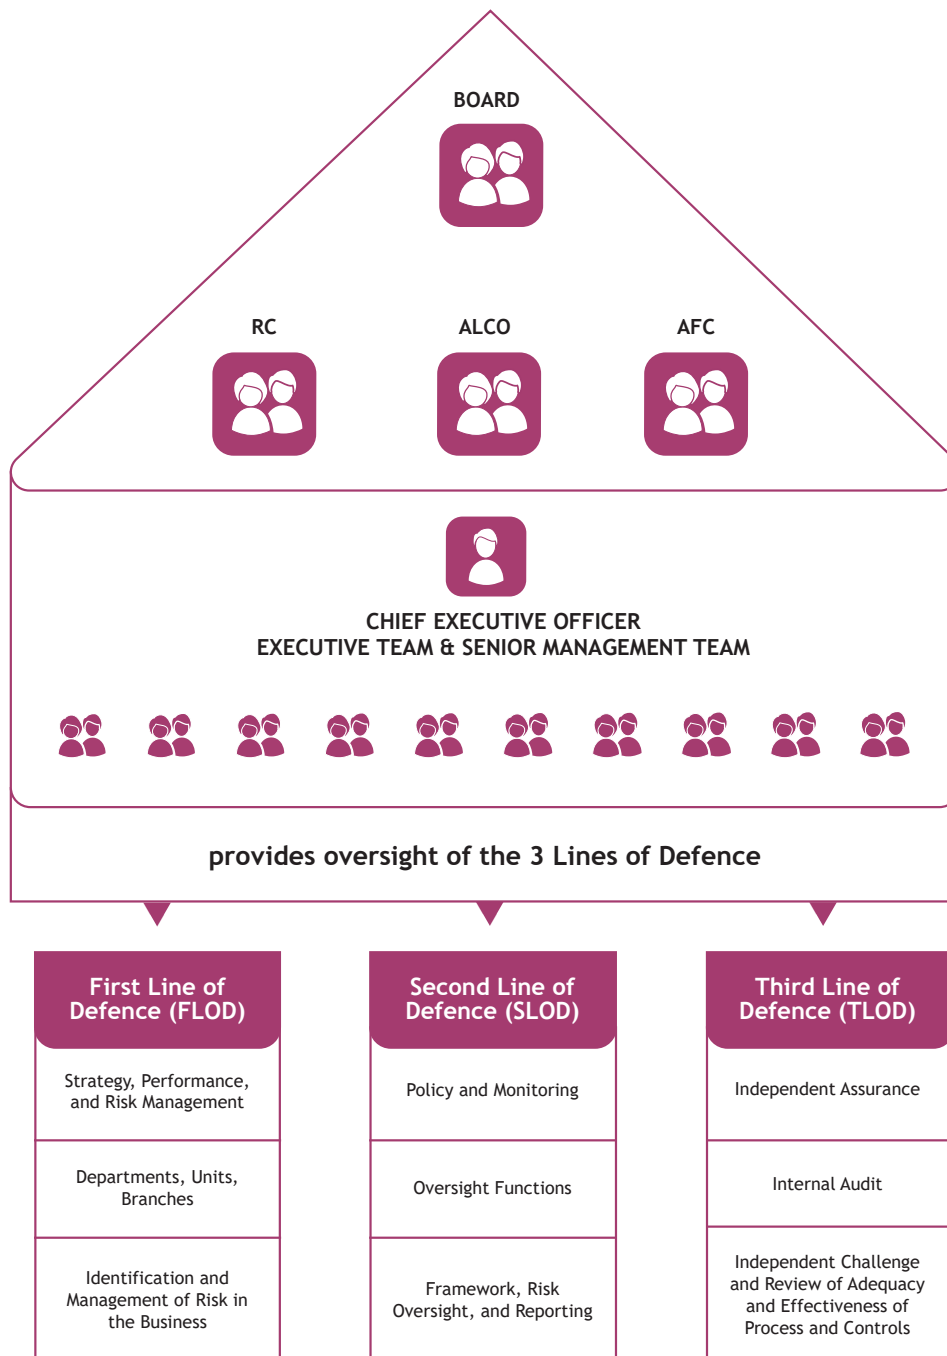 BOARD
RC
ALCO
AFC
CHIEF EXECUTIVE OFFICER
EXECUTIVE TEAM & SENIOR MANAGEMENT TEAM
provides oversight of the 3 Lines of Defence
First Line of
Defence (FLOD)
Strategy, Performance,
and Risk Management
Departments, Units,
Branches
Identification and
Management of Risk in
the Business
Second Line of
Defence (SLOD)
Policy and Monitoring
Oversight Functions
Framework, Risk
Oversight, and Reporting
Third Line of
Defence (TLOD)
Independent Assurance
Internal Audit
Independent Challenge
and Review of Adequacy
and Effectiveness of
Process and Controls